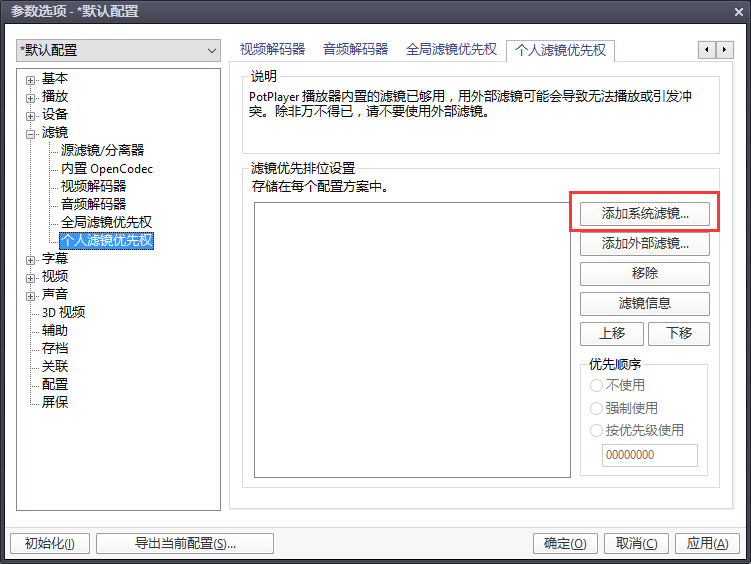 参数选项 - *默认配置
*默认配置
基本
播放
设备
滤镜
源滤镜/分离器
内置 OpenCodec
视频解码器
音频解码器
全局滤镜优先权
个人滤镜优先权
字幕
视频
声音
3D 视频
辅助
存档
关联
配置
屏保
视频解码器 音频解码器 全局滤镜优先权 个人滤镜优先权
说明
PotPlayer 播放器内置的滤镜已够用，用外部滤镜可能会导致无法播放或引发冲
突。除非万不得已，请不要使用外部滤镜。
滤镜优先排位设置
存储在每个配置方案中。
添加系统滤镜...
添加外部滤镜...
移除
滤镜信息
上移 下移
优先顺序
不使用
强制使用
按优先级使用
00000000
初始化(I) 导出当前配置(S)... 确定(O) 取消(C) 应用(A)